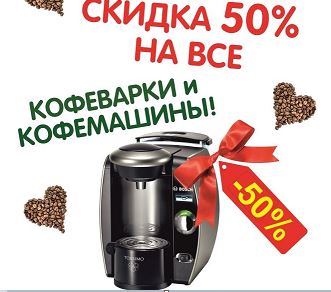 СКИДКА 50%
НА ВСЕ
КОФЕВАРКИ и
КОФЕМАШИНЫ!
BOSCH
-50%
TASSIMO